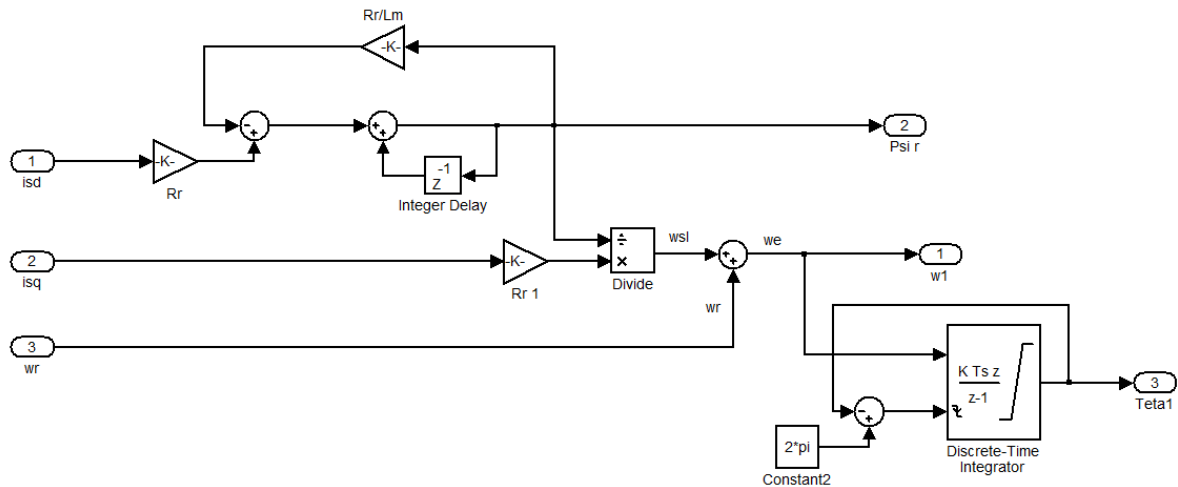 Rr/Lm
-K-
-
+
+
+
2
Psi r
1
isd
-K-
Rr
-1
Z
Integer Delay
÷
×
Divide
wsl
+
+
we
1
w1
2
isq
-K-
Rr 1
wr
3
wr
K Ts z
z-1
-
+
3
Teta1
2*pi
Constant2
Discrete-Time
Integrator